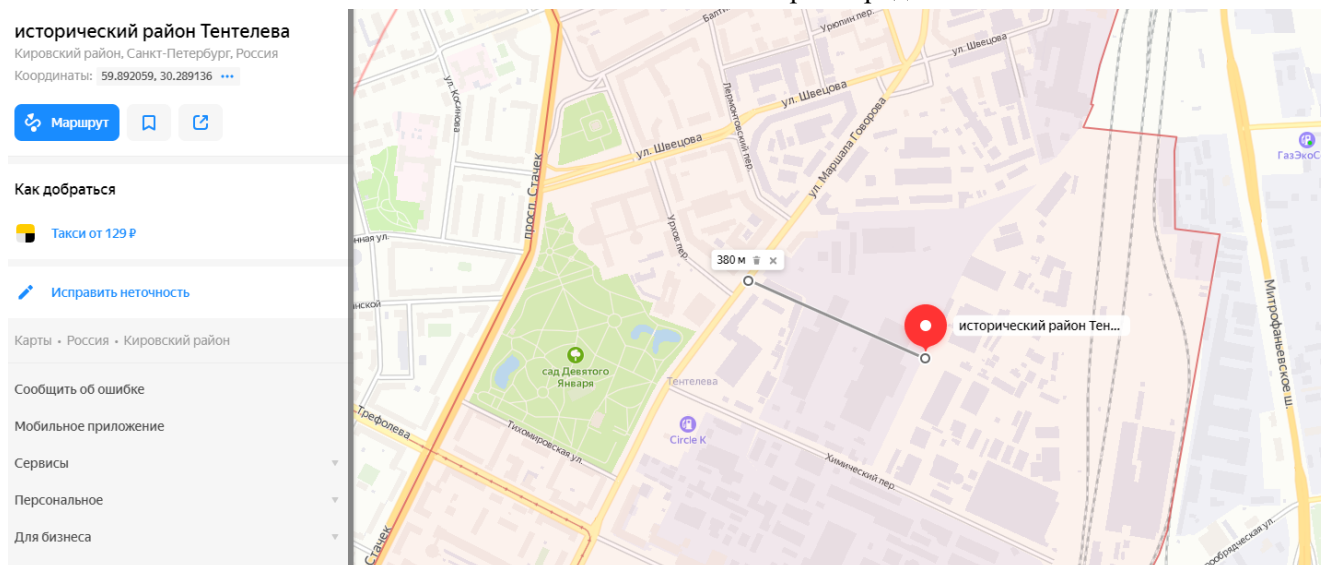 исторический район Тентелева
Кировский район, Санкт-Петербург, Россия
Координаты: 59.892059, 30.289136 •••
Маршрут
Как добраться
Такси от 129 ₽
Исправить неточность
Карты • Россия • Кировский район
Сообщить об ошибке
Мобильное приложение
Сервисы
Персональное
Для бизнеса
Урюпин пер.
ул. Швецова
ул. Косинова
Лермонтовский пер.
ул. Швецова
ул. Швецова
ул. Маршала Говорова
просп. Стачек
Урхов пер.
ГазЭкоС
380 м
исторический район Тен...
Митрофаньевское ш.
сад Девятого
Января
Тентелева
Circle K
Трефолева
Тихомировская ул.
Химический пер.
Стачек